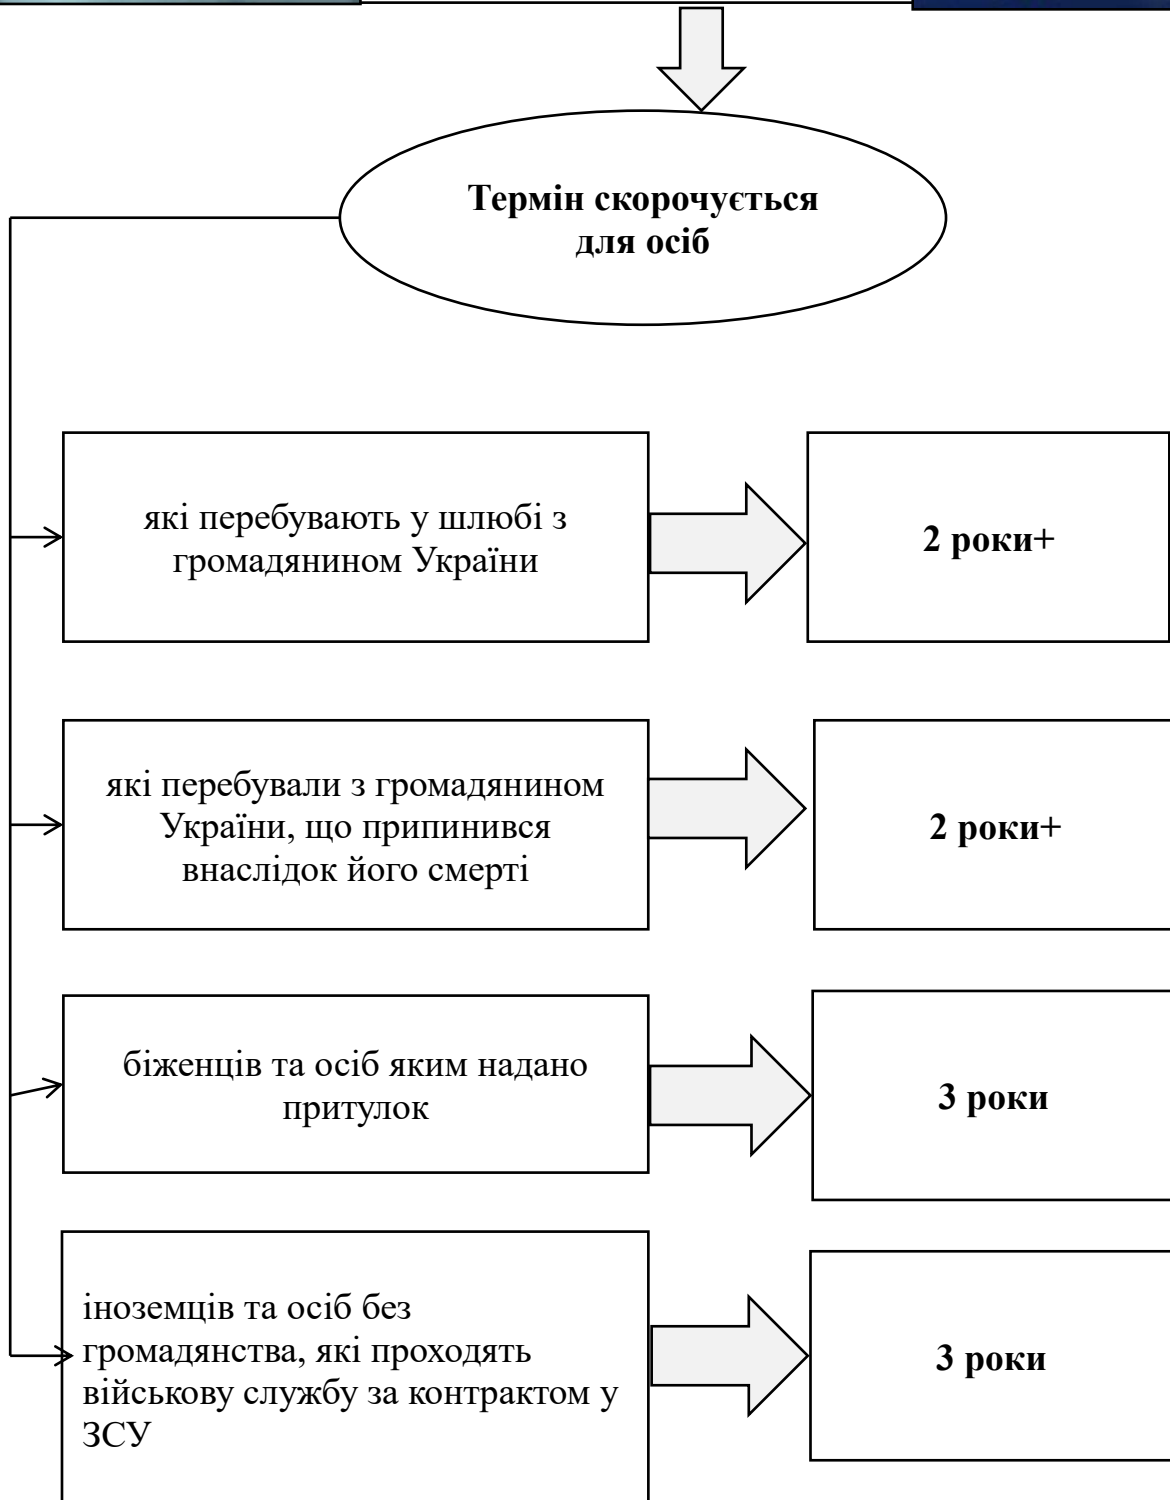 Термін скорочується
для осіб
які перебувають у шлюбі з
громадянином України
2 роки+
які перебували з громадянином
України, що припинився
внаслідок його смерті
2 роки+
біженців та осіб яким надано
притулок
3 роки
іноземців та осіб без
громадянства, які проходять
військову службу за контрактом у
ЗСУ
3 роки